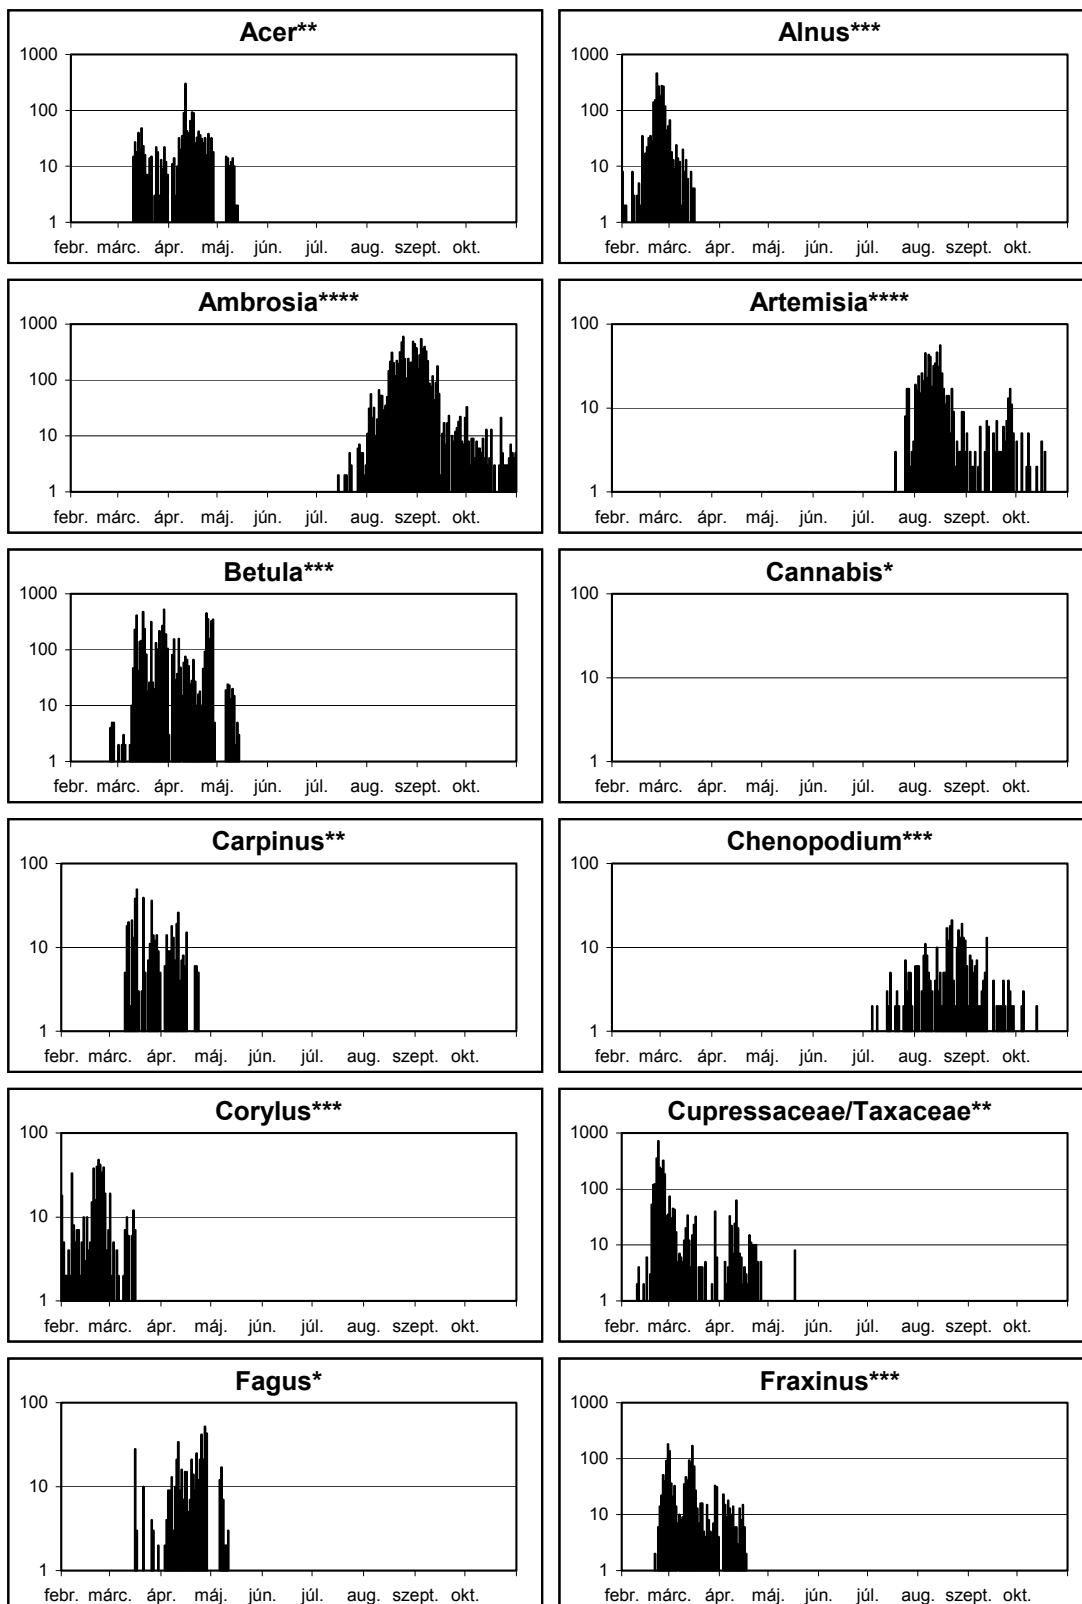 Acer**
1000
100
10
1
febr. márc. ápr. máj. jún. júl. aug. szept. okt.
Alnus***
1000
100
10
1
febr. márc. ápr. máj. jún. júl. aug. szept. okt.
Ambrosia****
1000
100
10
1
febr. márc. ápr. máj. jún. júl. aug. szept. okt.
Artemisia****
100
10
1
febr. márc. ápr. máj. jún. júl. aug. szept. okt.
Betula***
1000
100
10
1
febr. márc. ápr. máj. jún. júl. aug. szept. okt.
Cannabis*
100
10
1
febr. márc. ápr. máj. jún. júl. aug. szept. okt.
Carpinus**
100
10
1
febr. márc. ápr. máj. jún. júl. aug. szept. okt.
Chenopodium***
100
10
1
febr. márc. ápr. máj. jún. júl. aug. szept. okt.
Corylus***
100
10
1
febr. márc. ápr. máj. jún. júl. aug. szept. okt.
Cupressaceae/Taxaceae**
1000
100
10
1
febr. márc. ápr. máj. jún. júl. aug. szept. okt.
Fagus*
100
10
1
febr. márc. ápr. máj. jún. júl. aug. szept. okt.
Fraxinus***
1000
100
10
1
febr. márc. ápr. máj. jún. júl. aug. szept. okt.